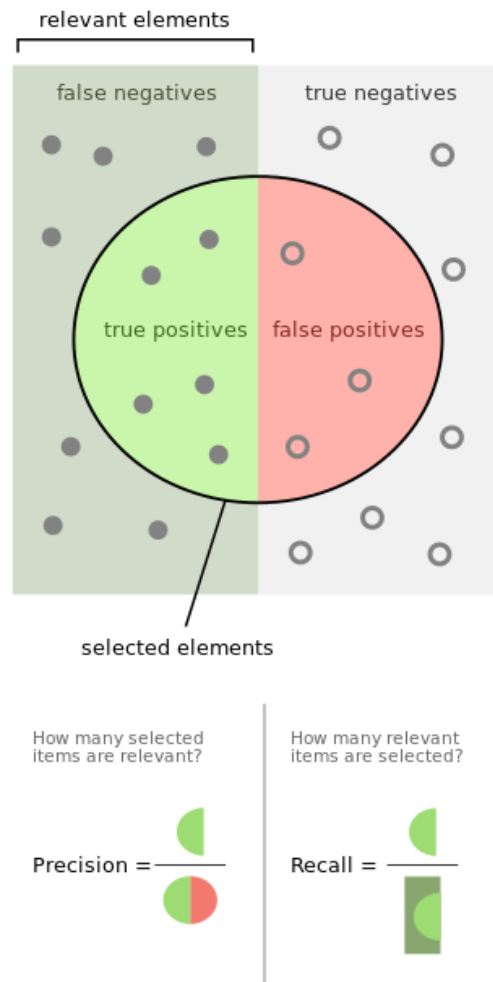 relevant elements
false negatives
true negatives
true positives
false positives
selected elements
How many selected
items are relevant?
How many relevant
items are selected?
Precision =
Recall =